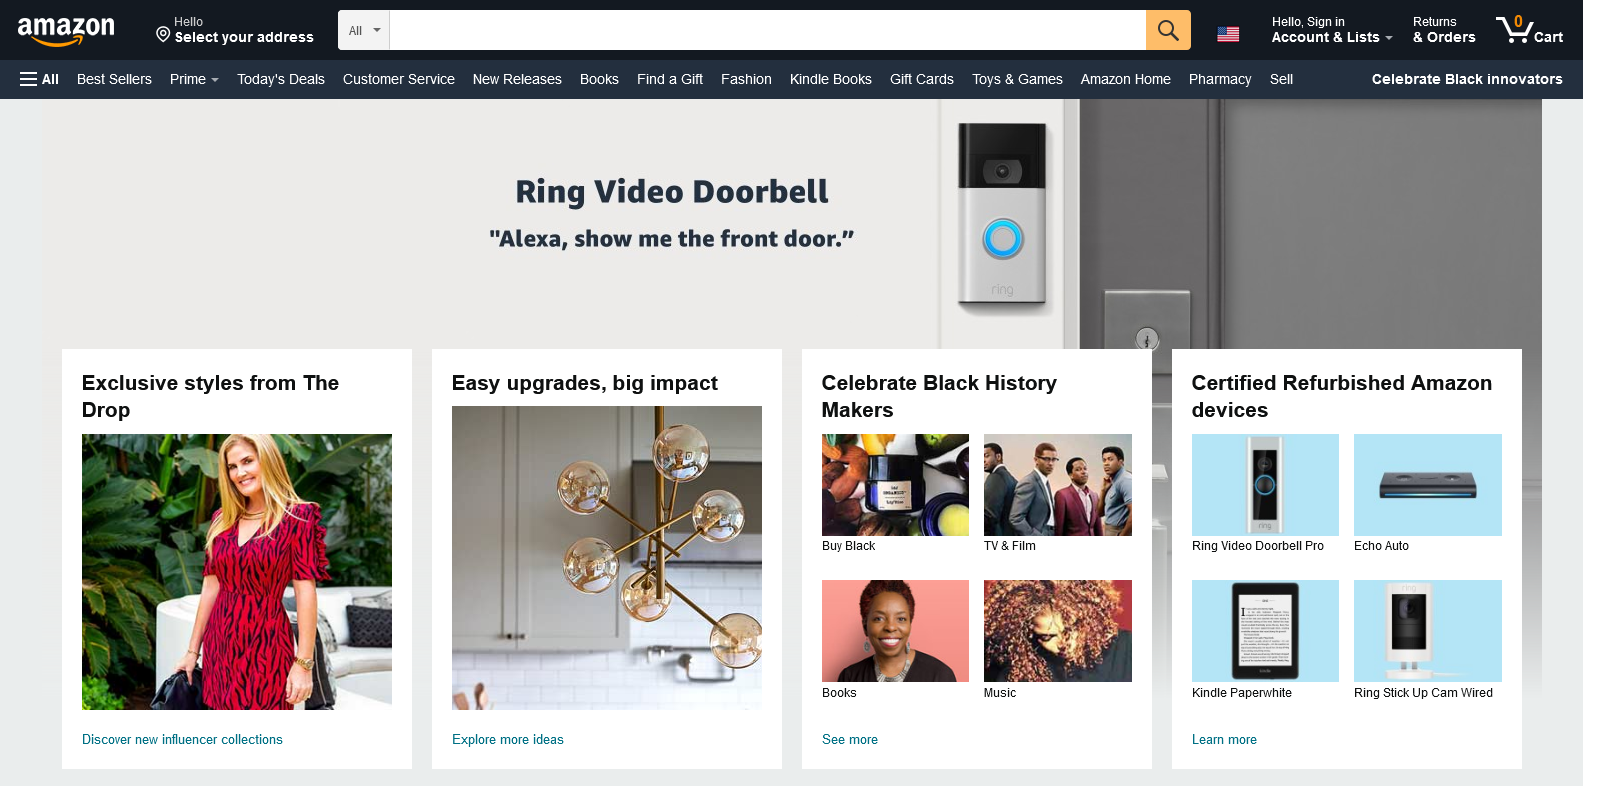 amazon
Hello
Select your address
All
Hello, Sign in
Account & Lists
Returns
& Orders
0
Cart
All
Best Sellers
Prime
Today's Deals
Customer Service
New Releases
Books
Find a Gift
Fashion
Kindle Books
Gift Cards
Toys & Games
Amazon Home
Pharmacy
Sell
Celebrate Black innovators
Ring Video Doorbell
"Alexa, show me the front door.”
ring
Exclusive styles from The
Drop
Discover new influencer collections
Easy upgrades, big impact
Explore more ideas
Celebrate Black History
Makers
Buy Black
TV & Film
Books
Music
See more
Certified Refurbished Amazon
devices
ring
Ring Video Doorbell Pro
Echo Auto
ring
Kindle Paperwhite
Ring Stick Up Cam Wired
Learn more